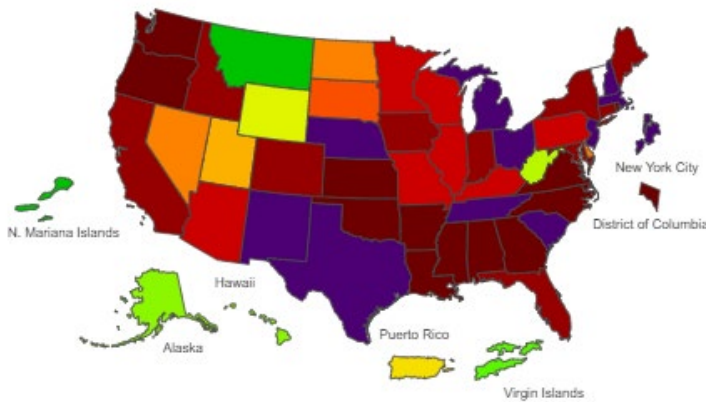 New York City
District of Columbia
N. Mariana Islands
Hawaii
Alaska
Puerto Rico
Virgin Islands